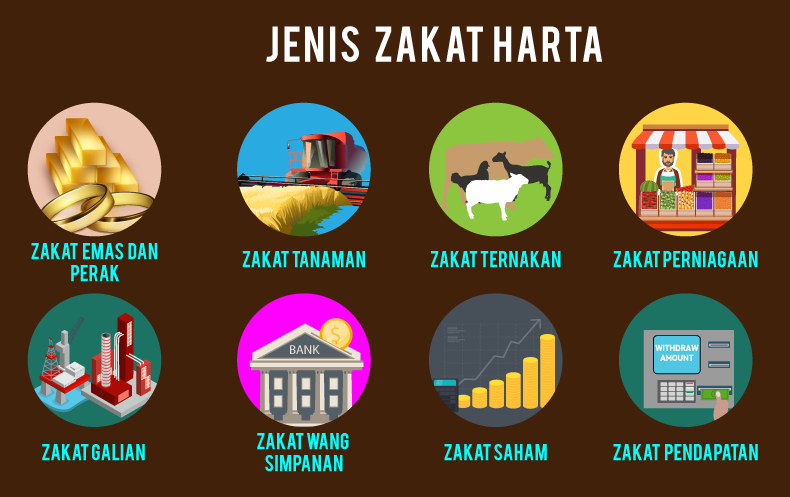 JENIS ZAKAT HARTA
ZAKAT EMAS DAN
PERAK
ZAKAT TANAMAN
ZAKAT TERNAKAN
ZAKAT PERNIAGAAN
BANK
$
WITHDRAW
AMOUNT
ZAKAT GALIAN
ZAKAT WANG
SIMPANAN
ZAKAT SAHAM
ZAKAT PENDAPATAN